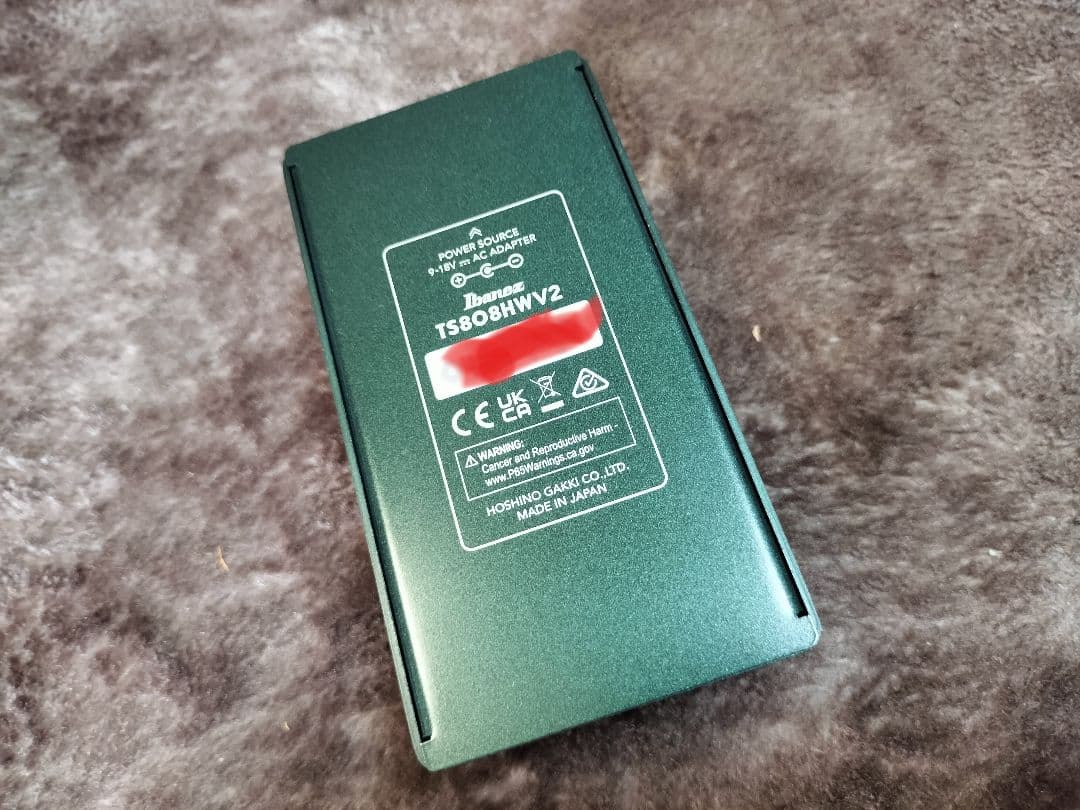 POWER SOURCE
9-18V ⎓ AC ADAPTER
Ibanez
TS808HWV2
CE UK CA
WARNING:
Cancer and Reproductive Harm -
www.P65Warnings.ca.gov
HOSHINO GAKKI CO.,LTD.
MADE IN JAPAN